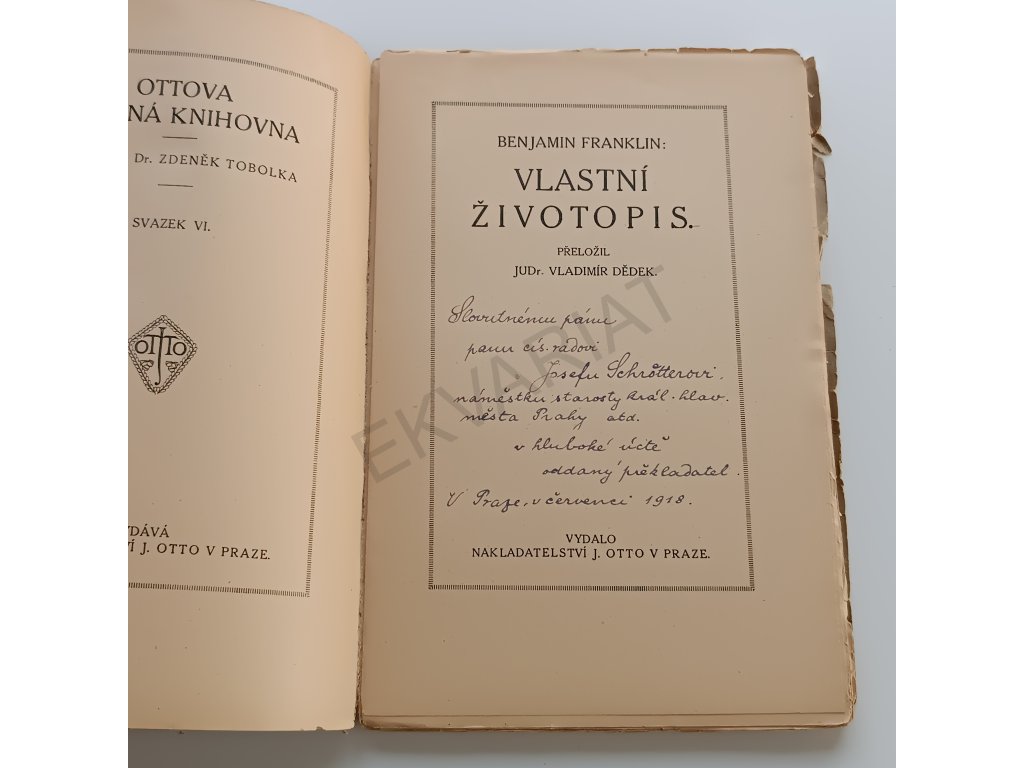 OTTOVA
NÁ KNIHOVNA
Dr. ZDENĚK TOBOLKA
SVAZEK VI.
OTTO
DÁVÁ
J. OTTO V PRAZE.
BENJAMIN FRANKLIN:
VLASTNÍ
ŽIVOTOPIS.
PŘELOŽIL
JUDr. VLADIMÍR DĚDEK.
Slovutnému pánu
panu cís. radovi
Josefu Schrötterovi,
náměstku starosty král. hlav.
města Prahy atd.
v hluboké úctě
oddaný překladatel.
V Praze, v červenci 1918.
VYDALO
NAKLADATELSTVÍ J. OTTO V PRAZE.
EKVARIAT